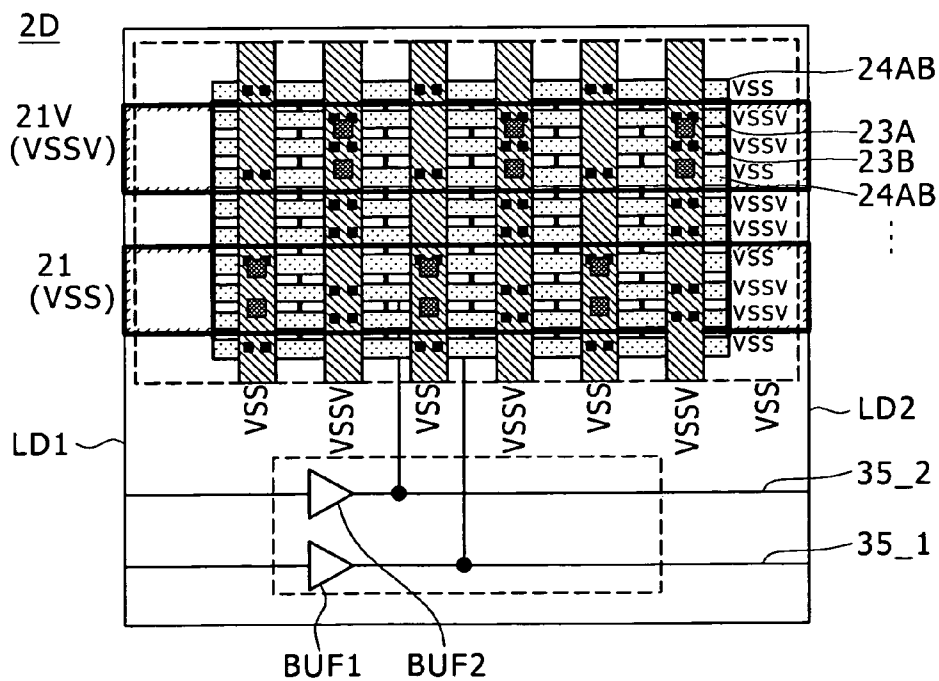 2D
24AB
VSS
21V
(VSSV)
VSSV
23A
VSSV
23B
VSS
24AB
VSSV
VSSV
21
(VSS)
VSS
VSSV
VSSV
VSS
VSS
VSSV
VSS
VSSV
VSS
VSSV
VSS
LD1
LD2
35_2
35_1
BUF1
BUF2